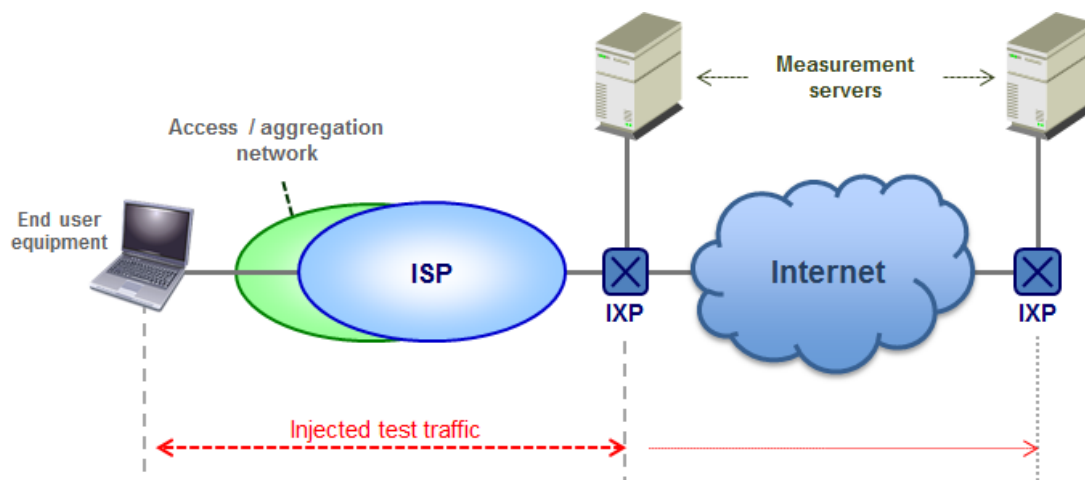 Measurement
servers
Access / aggregation
network
End user
equipment
ISP
Internet
IXP
IXP
Injected test traffic